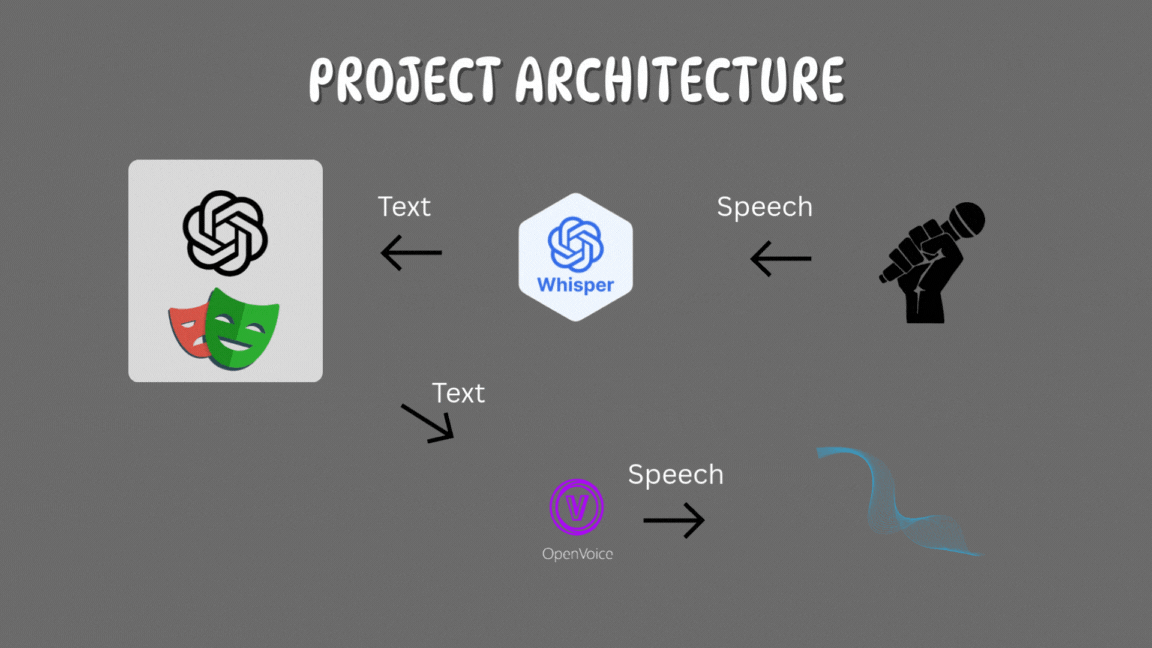 PROJECT ARCHITECTURE
Text
Speech
Whisper
Text
Speech
V
OpenVoice